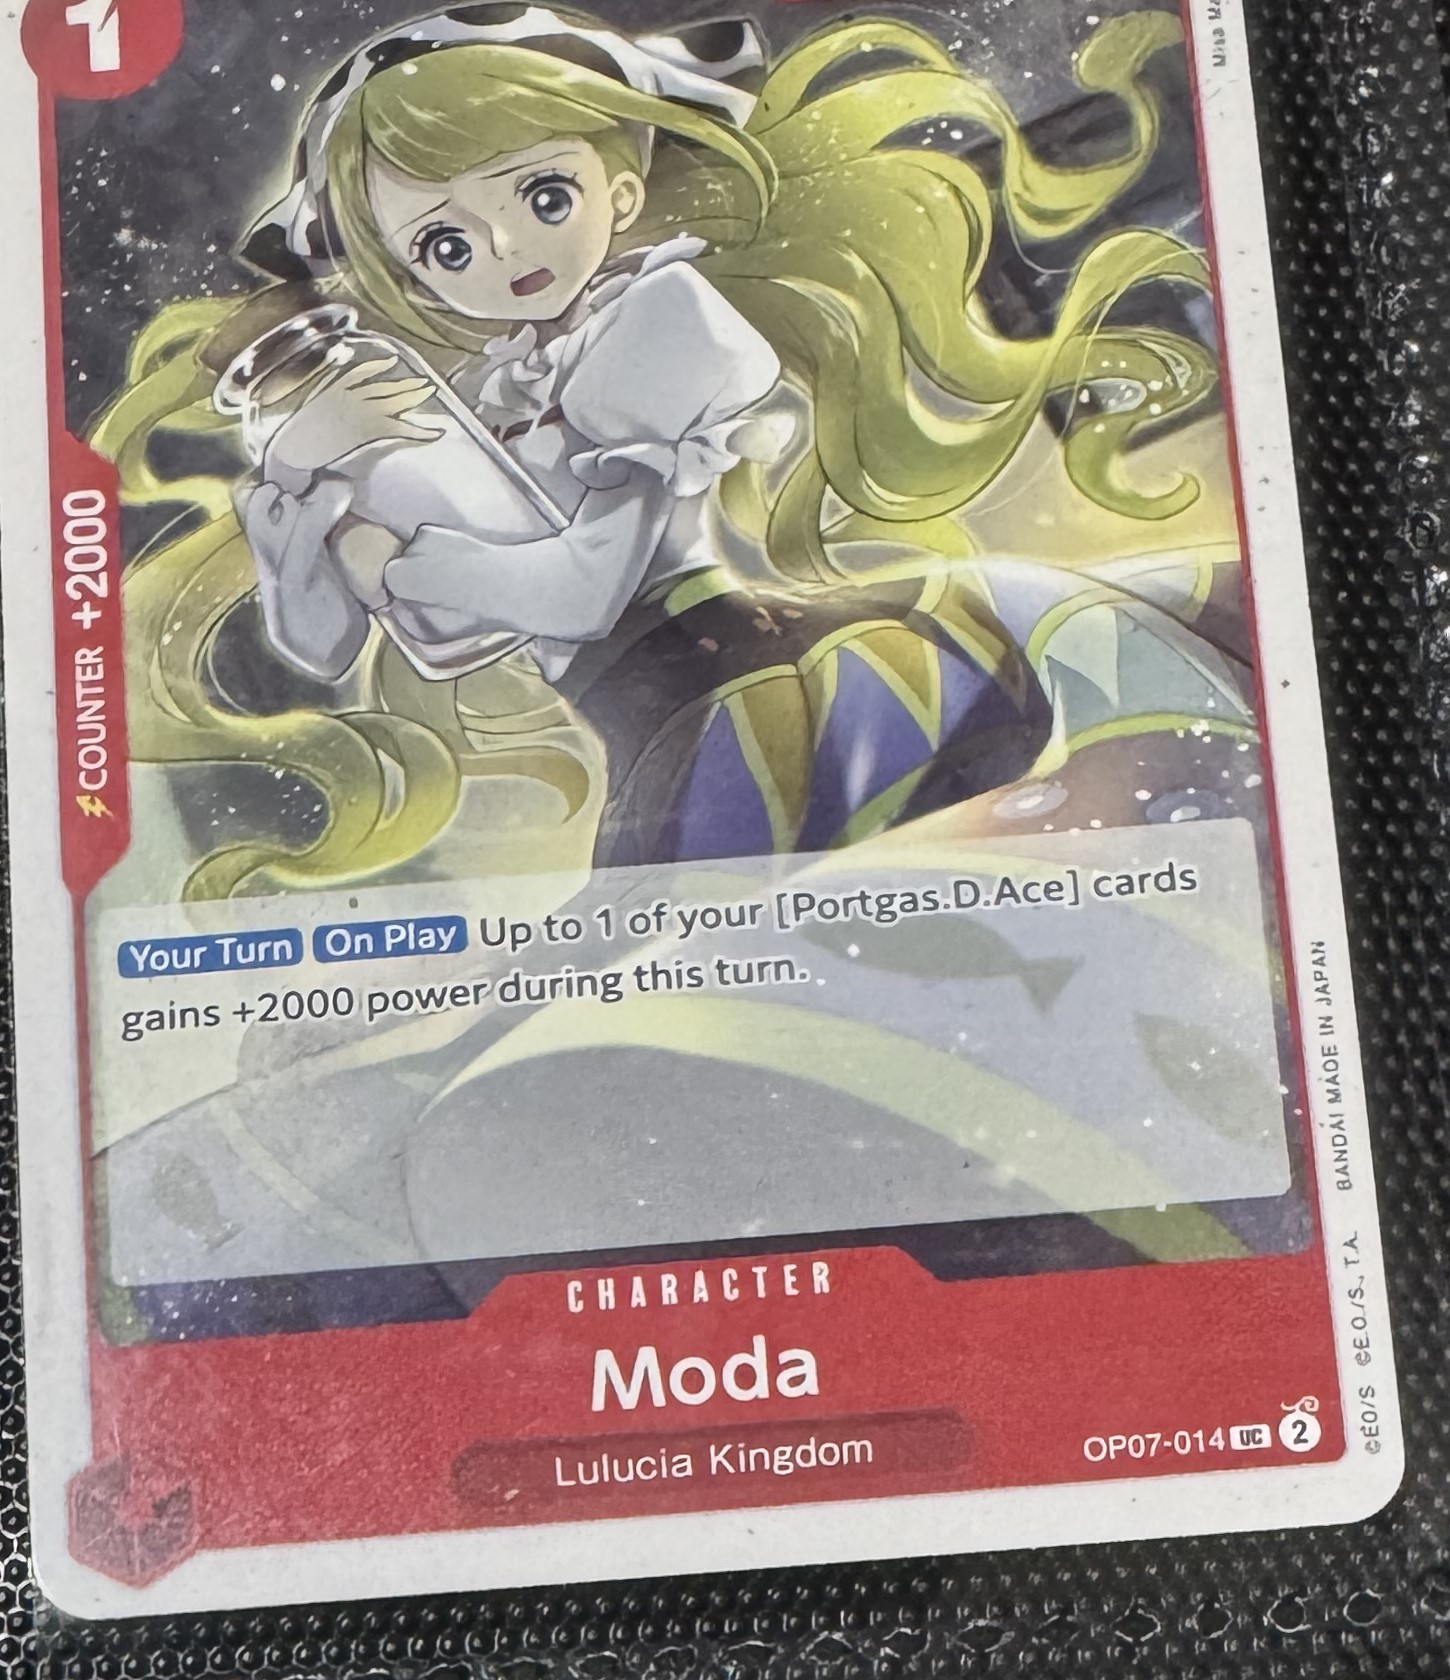 1
COUNTER +2000
Your Turn On Play Up to 1 of your [Portgas.D.Ace] cards
gains +2000 power during this turn.
CHARACTER
Moda
Lulucia Kingdom
OP07-014 UC 2
©EO/S ©E.O./S., T.A. BANDAI MADE IN JAPAN